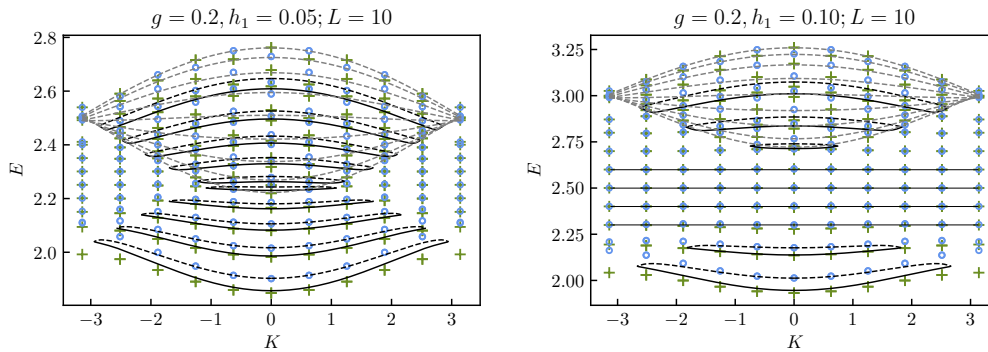 g = 0.2, h₁ = 0.05; L = 10
2.8
2.6
2.4
2.2
2.0
E
−3 −2 −1 0 1 2 3
K
g = 0.2, h₁ = 0.10; L = 10
3.25
3.00
2.75
2.50
2.25
2.00
E
−3 −2 −1 0 1 2 3
K